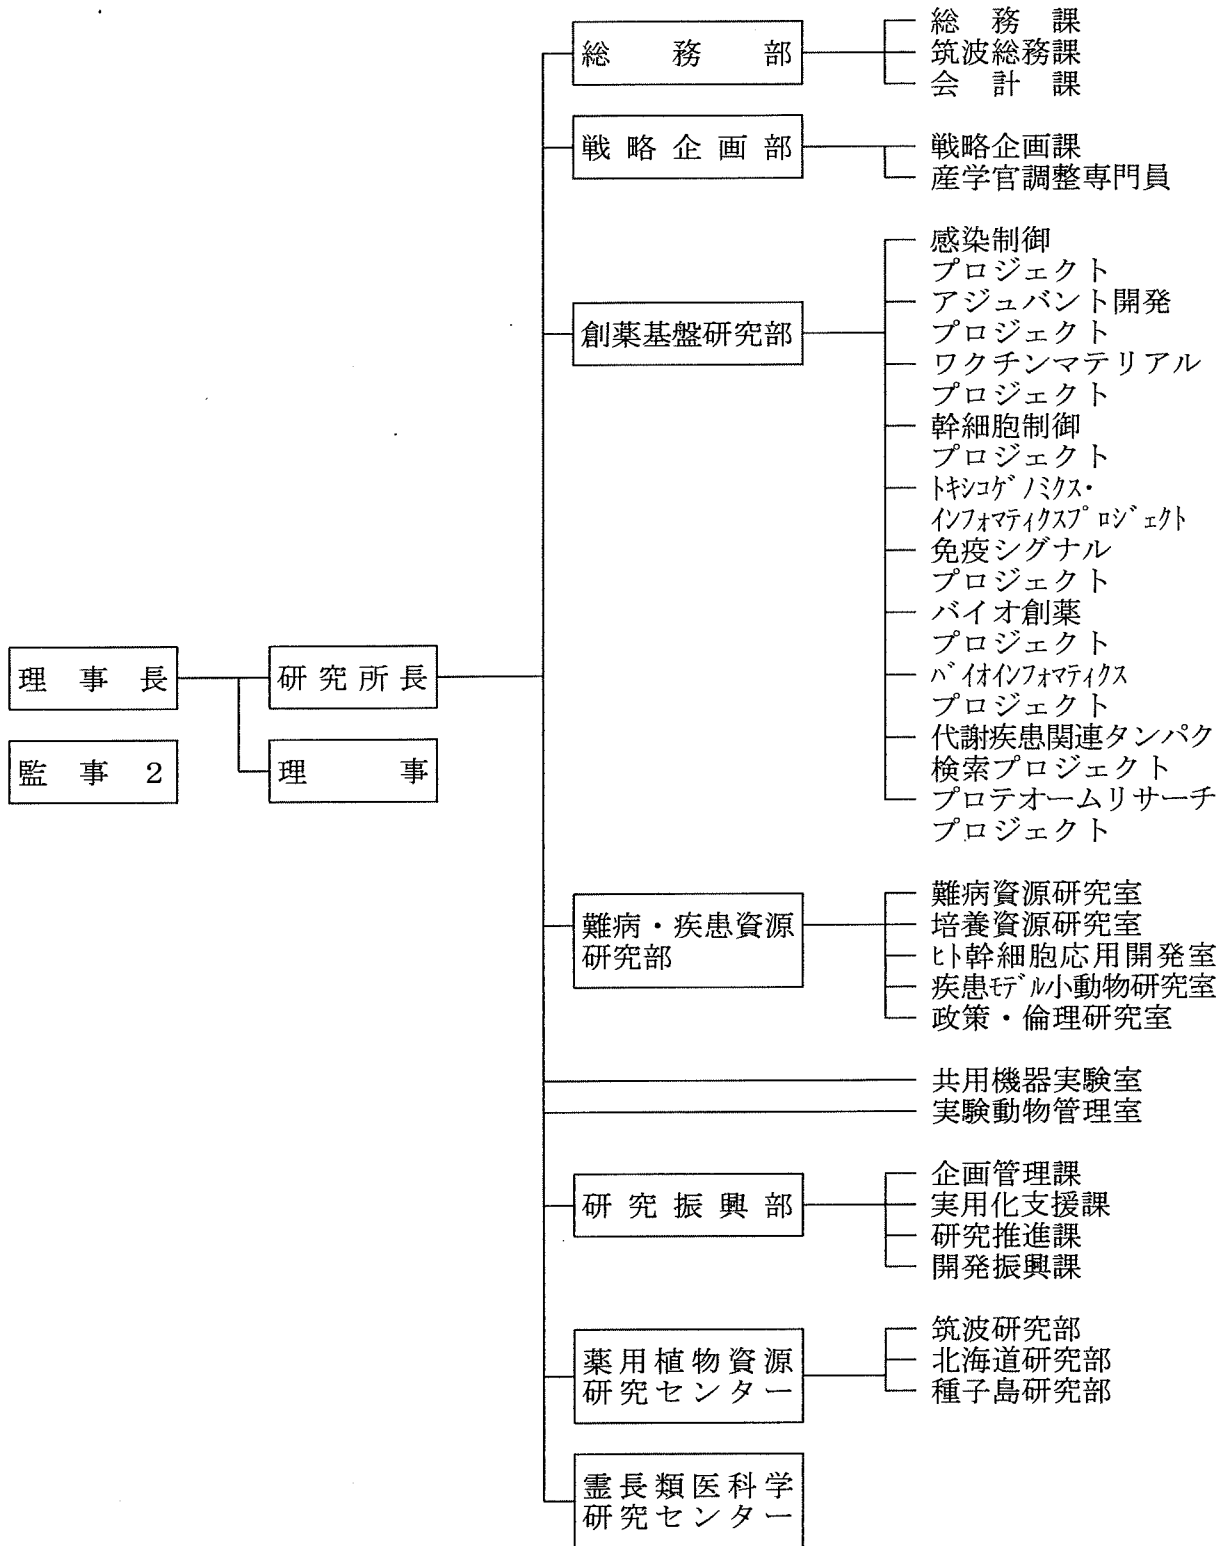 総務課
総務部
筑波総務課
会計課
戦略企画部
戦略企画課
産学官調整専門員
創薬基盤研究部
感染制御
プロジェクト
アジュバント開発
プロジェクト
ワクチンマテリアル
プロジェクト
幹細胞制御
プロジェクト
ﾄｷｼｺｹﾞﾉﾐｸｽ・
ｲﾝﾌｫﾏﾃｨｸｽﾌﾟﾛｼﾞｪｸﾄ
免疫シグナル
プロジェクト
バイオ創薬
プロジェクト
ﾊﾞｲｵｲﾝﾌｫﾏﾃｨｸｽ
プロジェクト
代謝疾患関連タンパク
検索プロジェクト
プロテオームリサーチ
プロジェクト
理事長
研究所長
監事2
理事
難病・疾患資源
研究部
難病資源研究室
培養資源研究室
ﾋﾄ幹細胞応用開発室
疾患ﾓﾃﾞﾙ小動物研究室
政策・倫理研究室
共用機器実験室
実験動物管理室
研究振興部
企画管理課
実用化支援課
研究推進課
開発振興課
薬用植物資源
研究センター
筑波研究部
北海道研究部
種子島研究部
霊長類医科学
研究センター